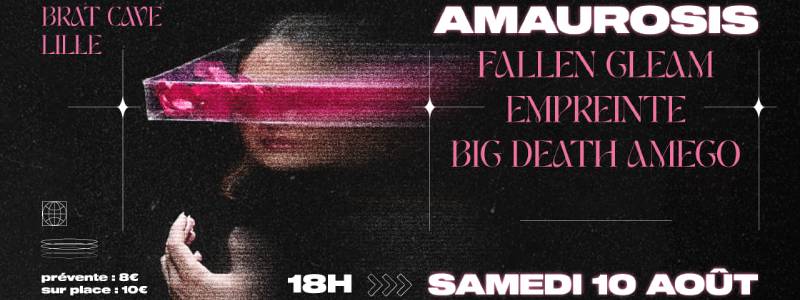 BRAT CAVE
LILLE
AMAUROSIS
FALLEN GLEAM
EMPREINTE
BIG DEATH AMEGO
prévente : 8€
sur place : 10€
18H
SAMEDI 10 AOÛT